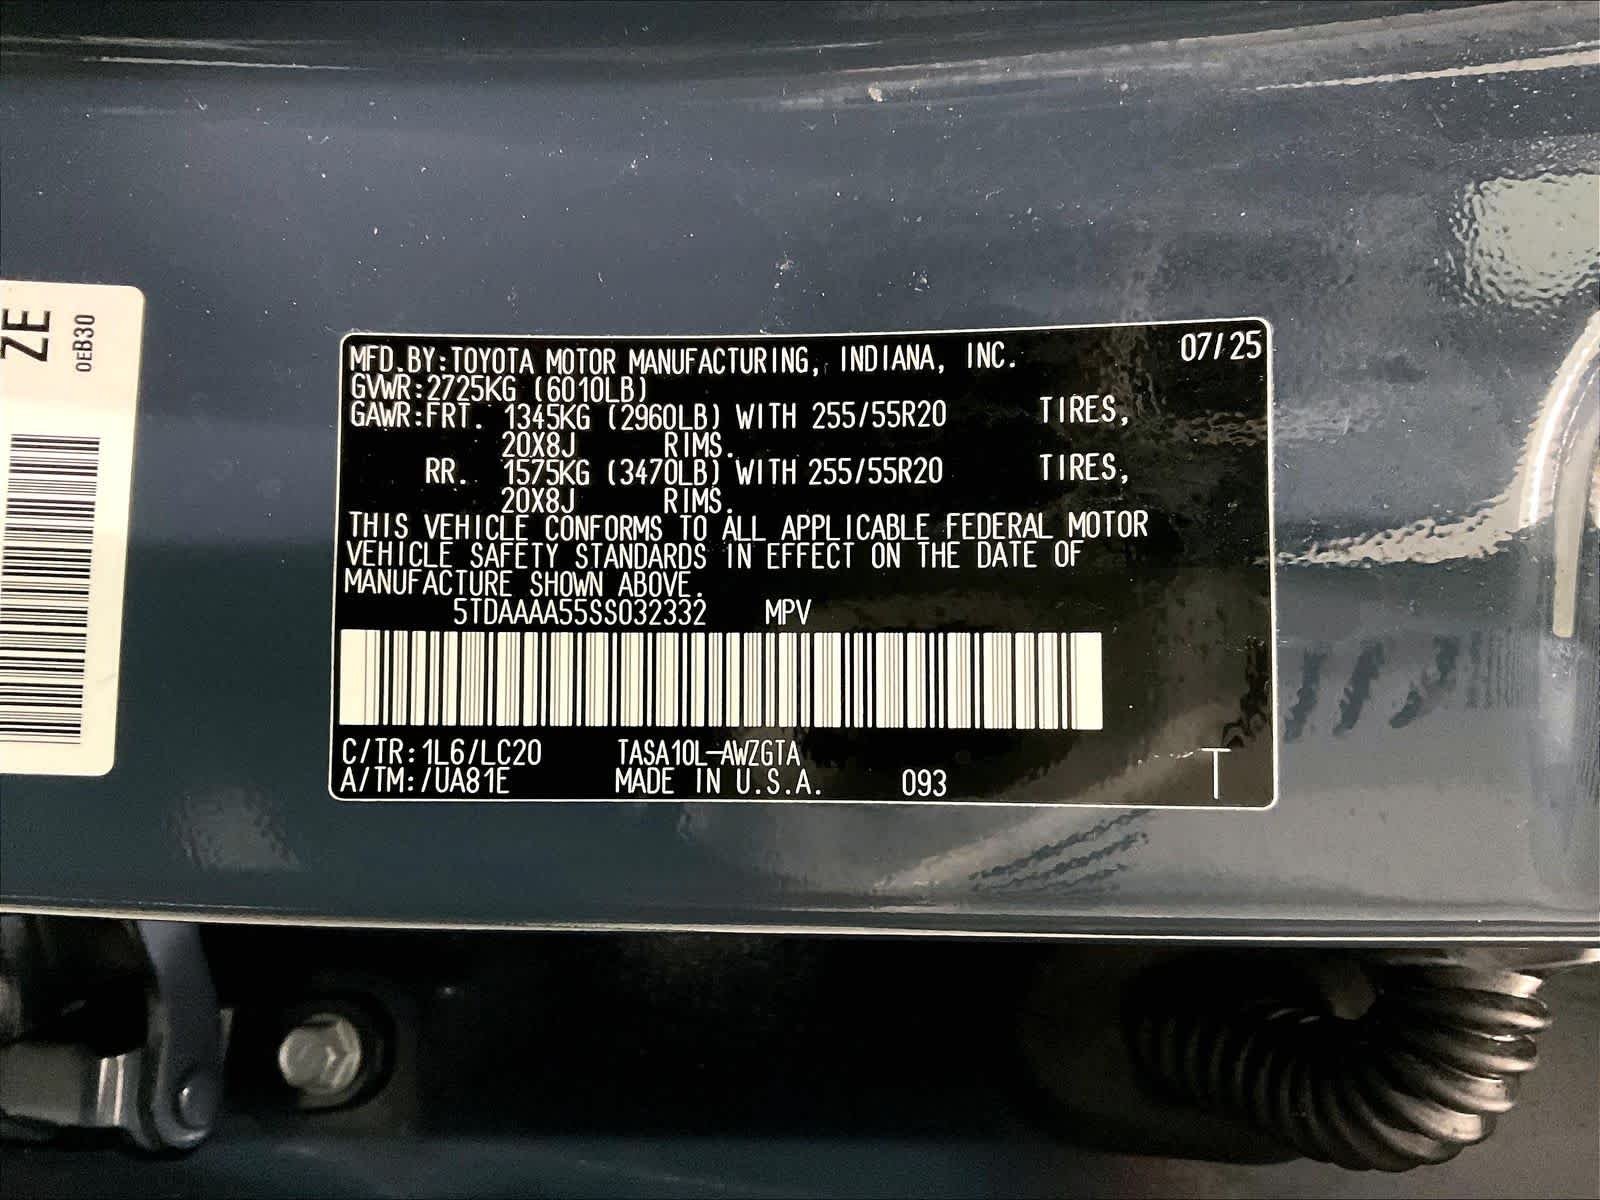 ZE
0EB30
MFD.BY:TOYOTA MOTOR MANUFACTURING, INDIANA, INC. 07/25
GVWR:2725KG (6010LB)
GAWR:FRT. 1345KG (2960LB) WITH 255/55R20 TIRES,
20X8J RIMS.
RR. 1575KG (3470LB) WITH 255/55R20 TIRES,
20X8J RIMS.
THIS VEHICLE CONFORMS TO ALL APPLICABLE FEDERAL MOTOR
VEHICLE SAFETY STANDARDS IN EFFECT ON THE DATE OF
MANUFACTURE SHOWN ABOVE.
5TDAAAA55SS032332 MPV
C/TR:1L6/LC20 TASA10L-AWZGTA
A/TM:/UA81E MADE IN U.S.A. 093 T